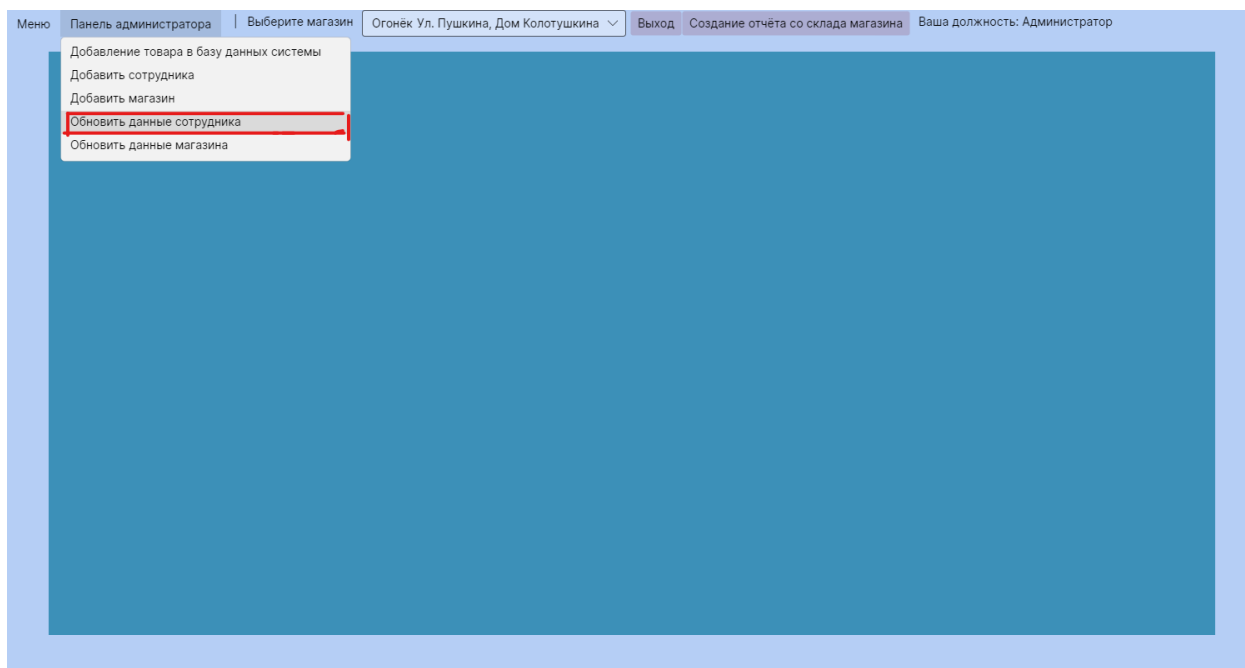 Меню Панель администратора | Выберите магазин Огонёк Ул. Пушкина, Дом Колотушкина Выход Создание отчёта со склада магазина Ваша должность: Администратор
Добавление товара в базу данных системы
Добавить сотрудника
Добавить магазин
Обновить данные сотрудника
Обновить данные магазина